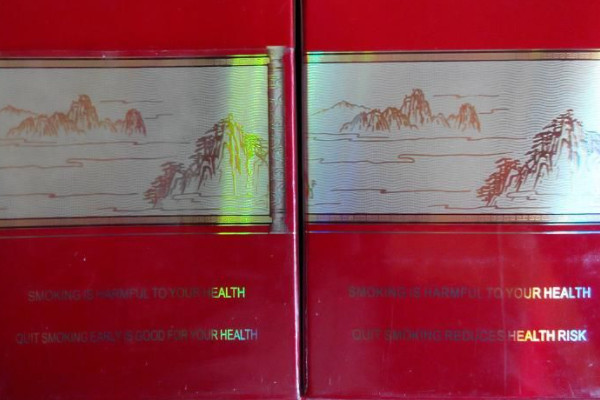 SMOKING IS HARMFUL TO YOUR HEALTH
QUIT SMOKING EARLY IS GOOD FOR YOUR HEALTH
SMOKING IS HARMFUL TO YOUR HEALTH
QUIT SMOKING REDUCES HEALTH RISK